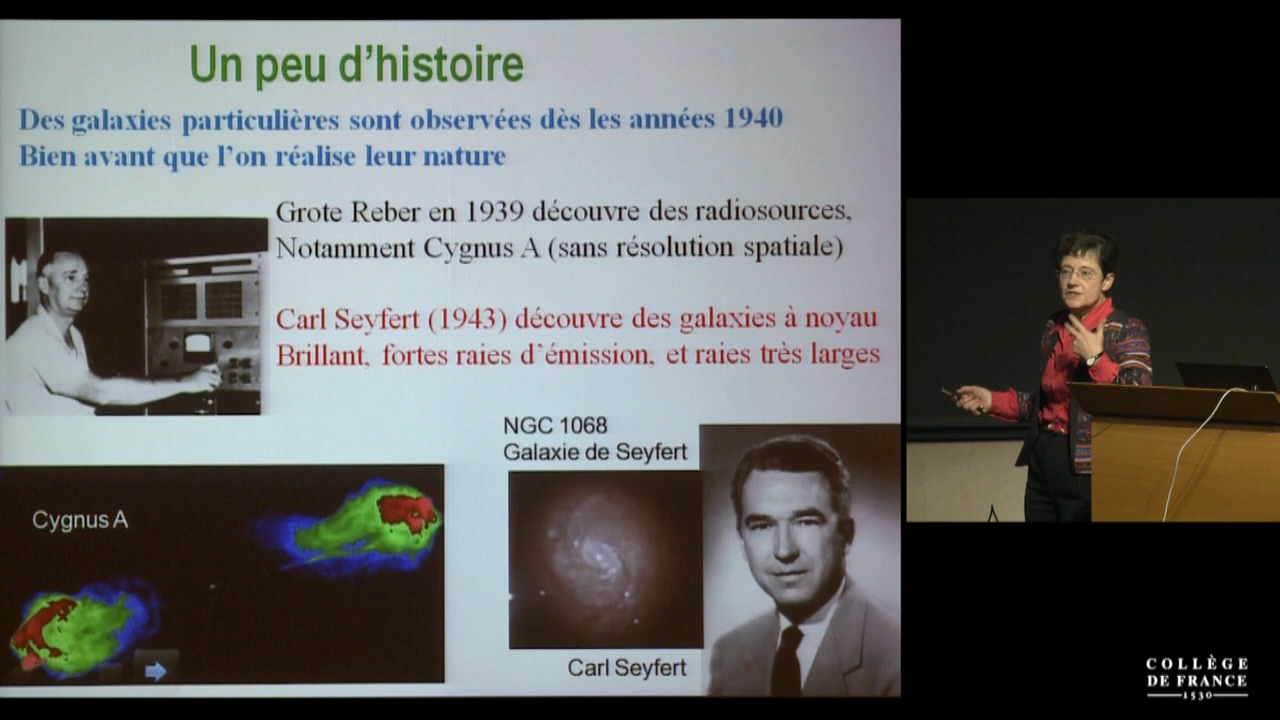 Un peu d'histoire
Des galaxies particulières sont observées dès les années 1940
Bien avant que l'on réalise leur nature
Grote Reber en 1939 découvre des radiosources,
Notamment Cygnus A (sans résolution spatiale)
Carl Seyfert (1943) découvre des galaxies à noyau
Brillant, fortes raies d`émission, et raies très larges
NGC 1068
Galaxie de Seyfert
Cygnus A
Carl Seyfert
COLLÈGE
DE FRANCE
1530